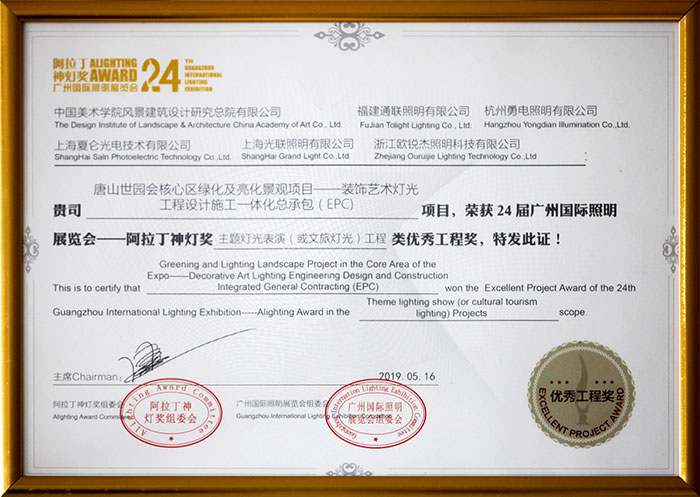 阿拉丁 ALIGHTING
神灯奖 AWARD
广州国际照明展览会
24 TH
GUANGZHOU
INTERNATIONAL
LIGHTING
EXHIBITION
中国美术学院风景建筑设计研究总院有限公司 福建通联照明有限公司 杭州勇电照明有限公司
The Design Institute of Landscape & Architecture China Academy of Art Co., Ltd. FuJian Tolight Lighting Co., Ltd. Hangzhou Yongdian Illumination Co., Ltd.
上海夏仑光电技术有限公司 上海光联照明有限公司 浙江欧锐杰照明科技有限公司
ShangHai Saln Photoelectric Technology Co., Ltd. ShangHai Grand Light Co., Ltd. Zhejiang Ouruijie Lighting Technology Co., Ltd
唐山世园会核心区绿化及亮化景观项目——装饰艺术灯光
贵司 工程设计施工一体化总承包（EPC） 项目，荣获 24 届广州国际照明
展览会——阿拉丁神灯奖 主题灯光表演（或文旅灯光）工程 类优秀工程奖，特发此证！
Greening and Lighting Landscape Project in the Core Area of the
Expo——Decorative Art Lighting Engineering Design and Construction
This is to certify that Integrated General Contracting (EPC) won the Excellent Project Award of the 24th
Theme lighting show (or cultural tourism
Guangzhou International Lighting Exhibition-----Alighting Award in the lighting) Projects scope.
主席Chairman:
2019.05.16
阿拉丁神灯奖组委会 广州国际照明展览会组委会
Alighting Award Committee Guangzhou International Lighting Exhibition
Alighting Award Committee
阿拉丁神
灯奖组委会
Guangzhou International Lighting Exhibition Committee
广州国际照明
展览会组委会
优秀工程奖
EXCELLENT PROJECT AWARD